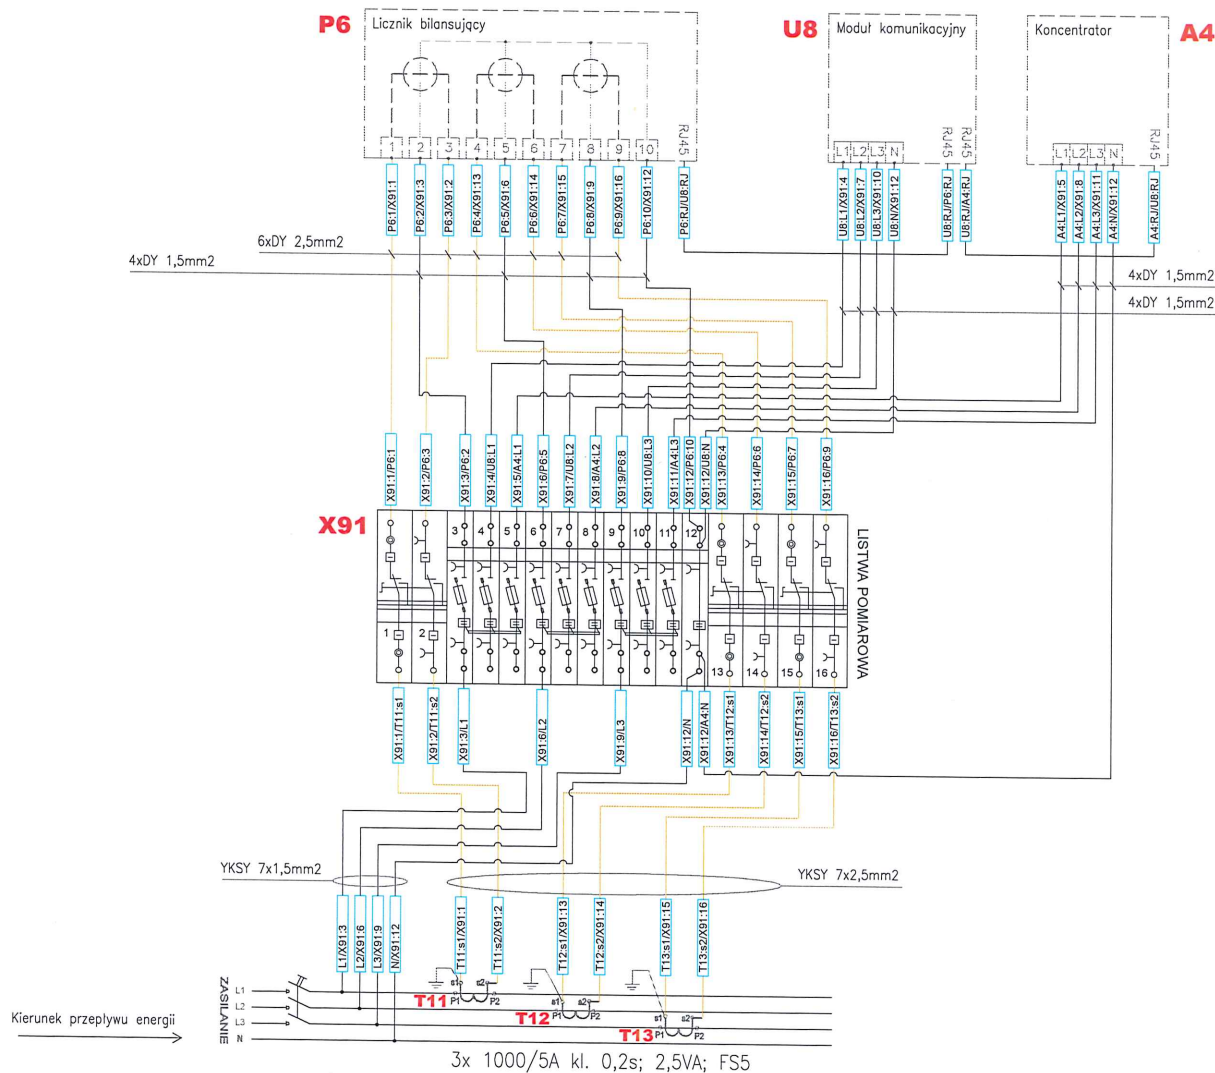 P6
Licznik bilansujący
U8
Moduł komunikacyjny
Koncentrator
A4
1 2 3 4 5 6 7 8 9 10 RJ45
L1 L2 L3 N RJ45 RJ45
L1 L2 L3 N RJ45
P6:1/X91:1
P6:2/X91:3
P6:3/X91:2
P6:4/X91:13
P6:5/X91:6
P6:6/X91:14
P6:7/X91:15
P6:8/X91:9
P6:9/X91:16
P6:10/X91:12
P6:RJ/U8:RJ
U8:L1/X91:4
U8:L2/X91:7
U8:L3/X91:10
U8:N/X91:12
U8:RJ/P6:RJ
U8:RJ/A4:RJ
A4:L1/X91:5
A4:L2/X91:8
A4:L3/X91:11
A4:N/X91:12
A4:RJ/U8:RJ
6xDY 2,5mm2
4xDY 1,5mm2
4xDY 1,5mm2
4xDY 1,5mm2
X91:1/P6:1
X91:2/P6:3
X91:3/P6:2
X91:4/U8:L1
X91:5/A4:L1
X91:6/P6:5
X91:7/U8:L2
X91:8/A4:L2
X91:9/P6:8
X91:10/U8:L3
X91:11/A4:L3
X91:12/P6:10
X91:12/U8:N
X91:13/P6:4
X91:14/P6:6
X91:15/P6:7
X91:16/P6:9
X91
3 4 5 6 7 8 9 10 11 12
LISTWA POMIAROWA
1 2
13 14 15 16
X91:1/T11:s1
X91:2/T11:s2
X91:3/L1
X91:6/L2
X91:9/L3
X91:12/N
X91:12/A4:N
X91:13/T12:s1
X91:14/T12:s2
X91:15/T13:s1
X91:16/T13:s2
YKSY 7x1,5mm2
YKSY 7x2,5mm2
L1/X91:3
L2/X91:6
L3/X91:9
N/X91:12
T11:s1/X91:1
T11:s2/X91:2
T12:s1/X91:13
T12:s2/X91:14
T13:s1/X91:15
T13:s2/X91:16
ZASILANIE
L1
L2
L3
N
s1 s2
T11 P1 P2
s1 s2
T12 P1 P2
s1 s2
T13 P1 P2
Kierunek przepływu energii
3x 1000/5A kl. 0,2s; 2,5VA; FS5